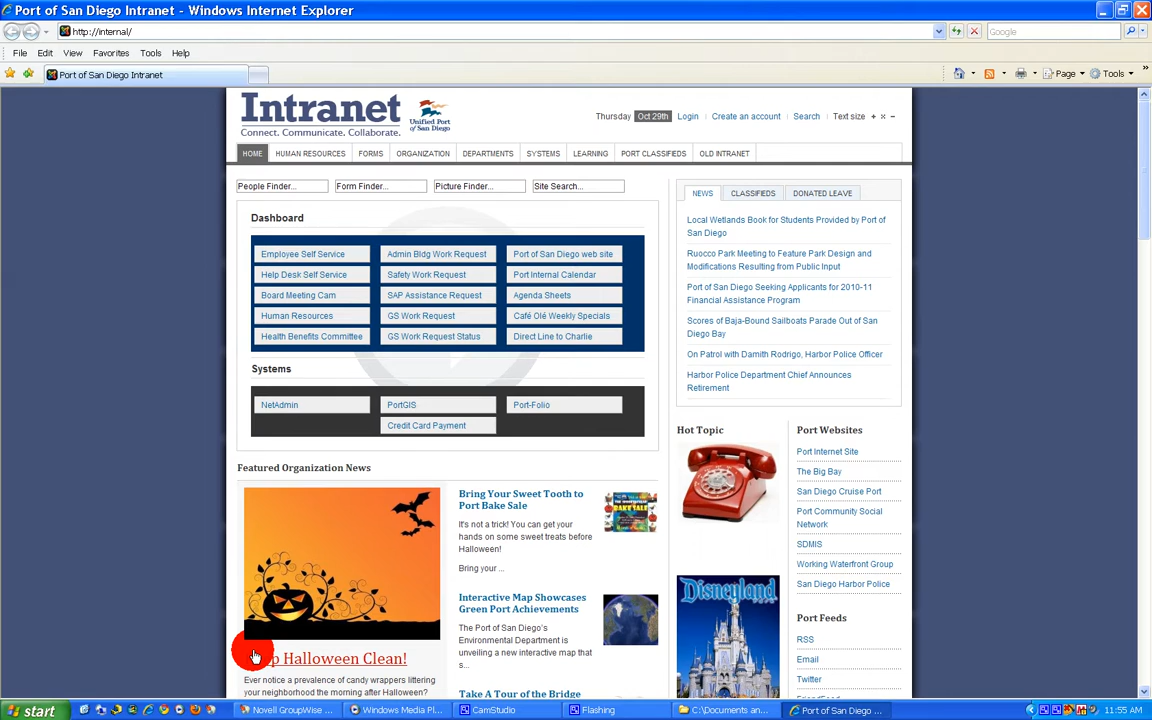 Port of San Diego Intranet - Windows Internet Explorer
http://internal/
Google
File Edit View Favorites Tools Help
Port of San Diego Intranet
Page Tools
Intranet
Connect. Communicate. Collaborate.
Unified Port
of San Diego
Thursday Oct 29th Login Create an account Search Text size + × −
HOME HUMAN RESOURCES FORMS ORGANIZATION DEPARTMENTS SYSTEMS LEARNING PORT CLASSIFIEDS OLD INTRANET
People Finder... Form Finder... Picture Finder... Site Search...
Dashboard
Employee Self Service Admin Bldg Work Request Port of San Diego web site
Help Desk Self Service Safety Work Request Port Internal Calendar
Board Meeting Cam SAP Assistance Request Agenda Sheets
Human Resources GS Work Request Café Olé Weekly Specials
Health Benefits Committee GS Work Request Status Direct Line to Charlie
Systems
NetAdmin PortGIS Port-Folio
Credit Card Payment
NEWS CLASSIFIEDS DONATED LEAVE
Local Wetlands Book for Students Provided by Port of
San Diego
Ruocco Park Meeting to Feature Park Design and
Modifications Resulting from Public Input
Port of San Diego Seeking Applicants for 2010-11
Financial Assistance Program
Scores of Baja-Bound Sailboats Parade Out of San
Diego Bay
On Patrol with Damith Rodrigo, Harbor Police Officer
Harbor Police Department Chief Announces
Retirement
Featured Organization News
Halloween Clean!
Ever notice a prevalence of candy wrappers littering
your neighborhood the morning after Halloween?
Bring Your Sweet Tooth to
Port Bake Sale
It's not a trick! You can get your
hands on some sweet treats before
Halloween!
Bring your ...
BAKE SALE
Interactive Map Showcases
Green Port Achievements
The Port of San Diego's
Environmental Department is
unveiling a new interactive map that
s...
Take A Tour of the Bridge
Hot Topic
Disneyland
Port Websites
Port Internet Site
The Big Bay
San Diego Cruise Port
Port Community Social
Network
SDMIS
Working Waterfront Group
San Diego Harbor Police
Port Feeds
RSS
Email
Twitter
start Novell GroupWise ... Windows Media Pl... CamStudio Flashing C:\Documents an... Port of San Diego ... 11:55 AM